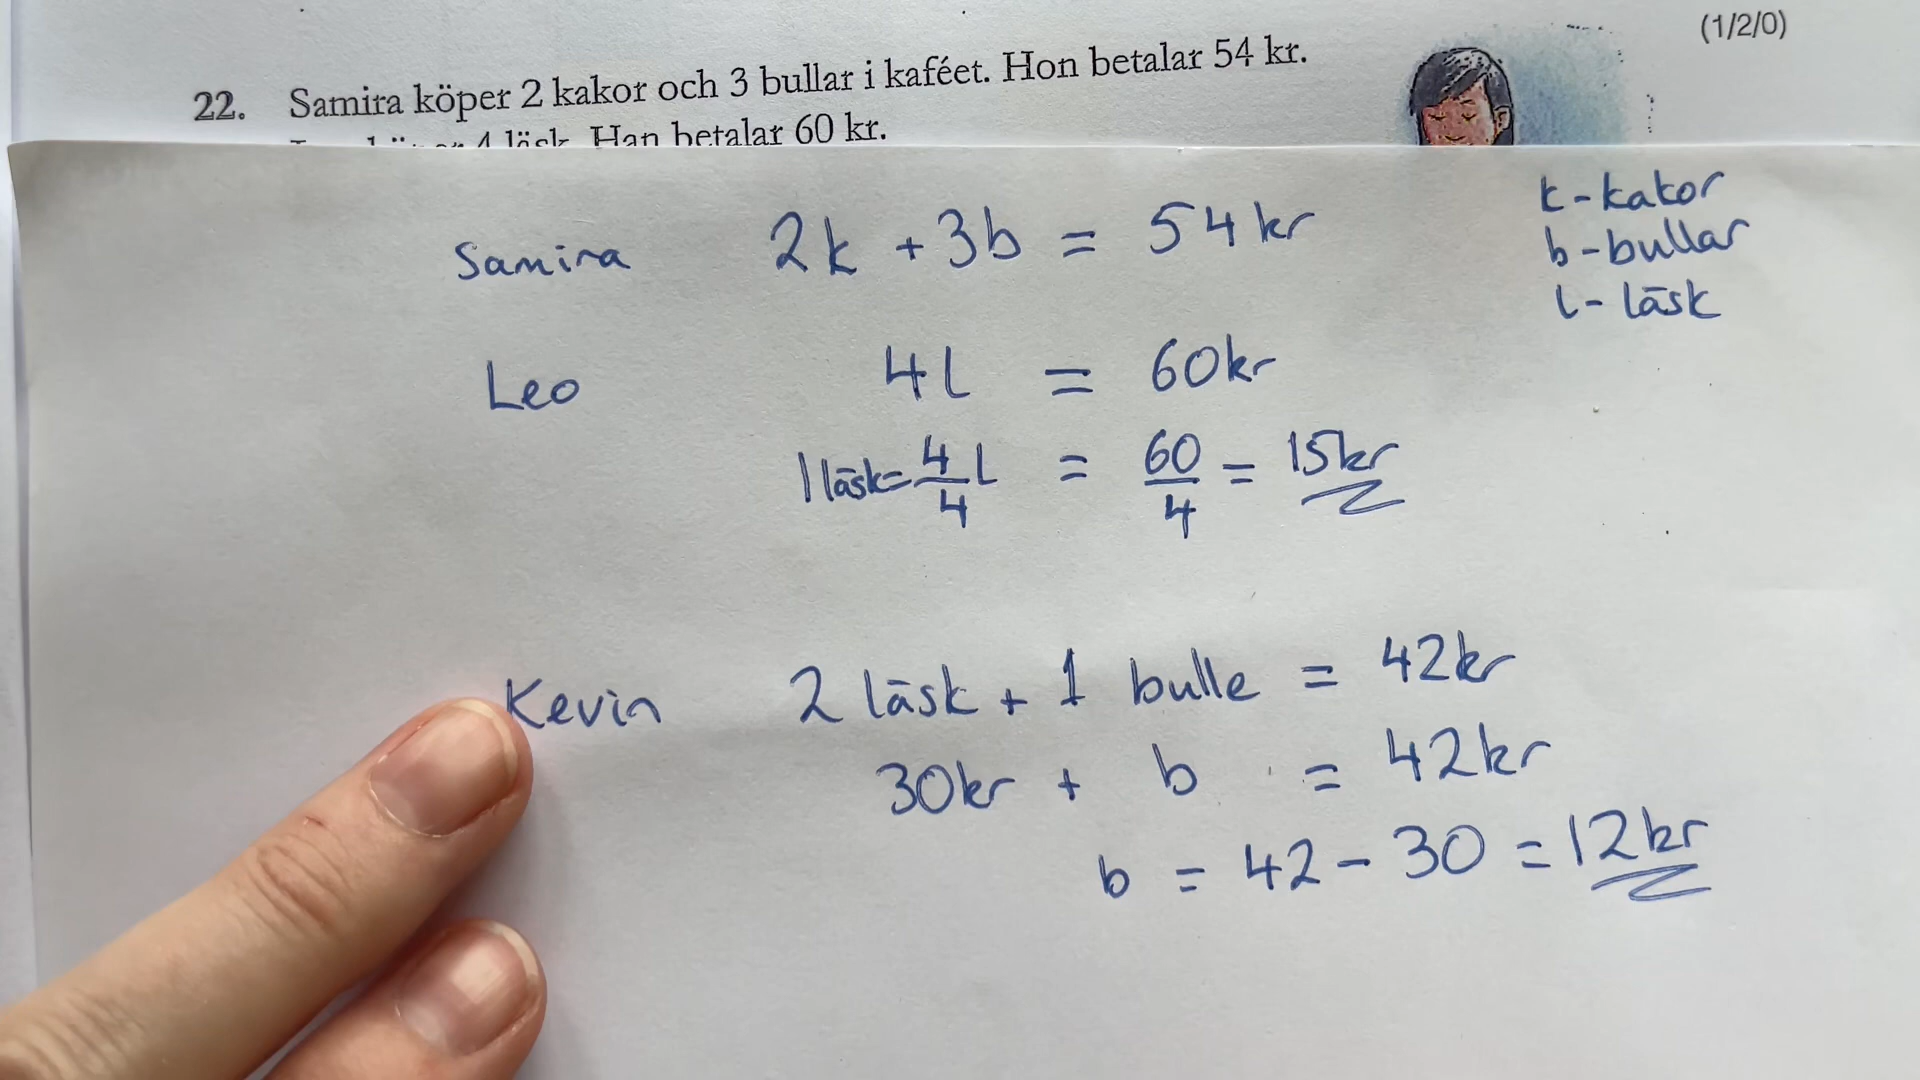 (1/2/0)
22. Samira köper 2 kakor och 3 bullar i kaféet. Hon betalar 54 kr.
4 läsk. Han betalar 60 kr.
k - kakor
b - bullar
l - läsk
Samira 2k + 3b = 54 kr
Leo 4l = 60kr
1 läsk = 4/4 l = 60/4 = 15kr
Kevin 2 läsk + 1 bulle = 42kr
30kr + b = 42kr
b = 42 - 30 = 12kr